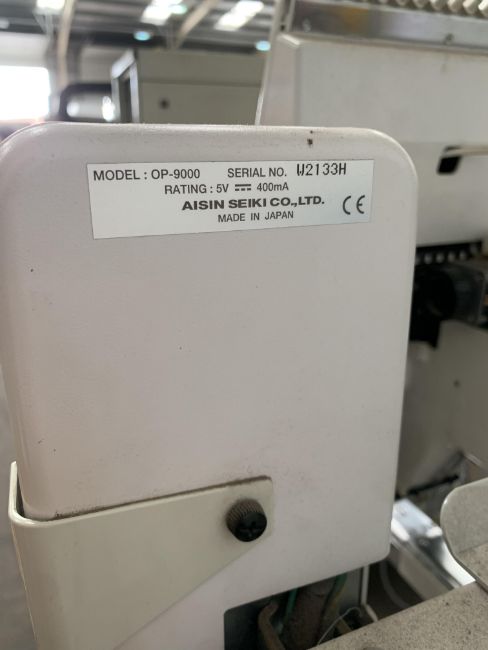 MODEL : OP-9000 SERIAL NO. W2133H
RATING : 5V ⎓ 400mA
AISIN SEIKI CO.,LTD.
MADE IN JAPAN CE